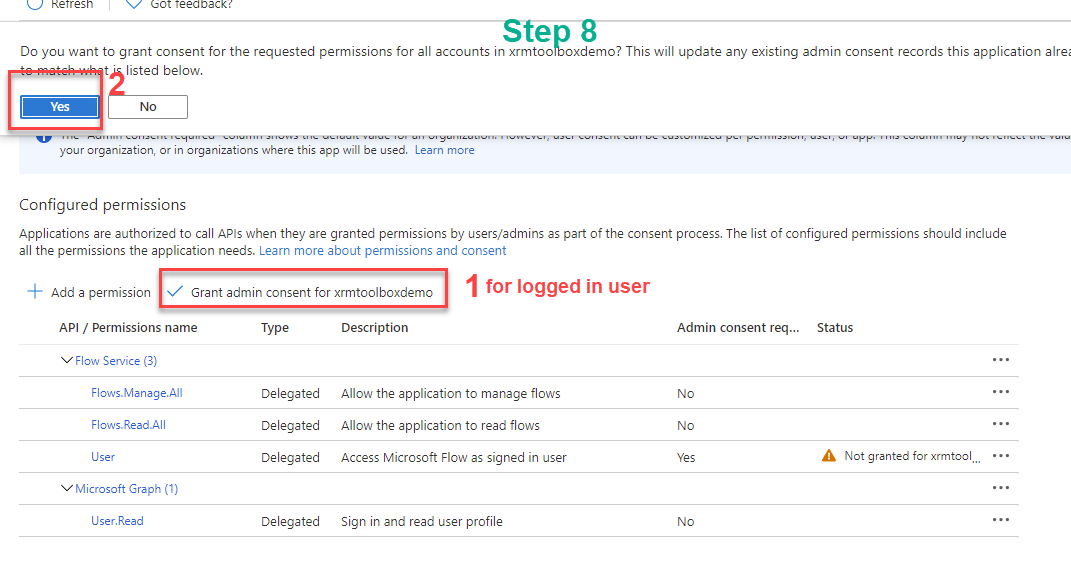 Refresh Got feedback?
Step 8
Do you want to grant consent for the requested permissions for all accounts in xrmtoolboxdemo? This will update any existing admin consent records this application alrea
to match what is listed below.
2
Yes No
The "Admin consent required" column shows the default value for an organization. However, user consent can be customized per permission, user, or app. This column may not reflect the valu
your organization, or in organizations where this app will be used. Learn more
Configured permissions
Applications are authorized to call APIs when they are granted permissions by users/admins as part of the consent process. The list of configured permissions should include
all the permissions the application needs. Learn more about permissions and consent
Add a permission Grant admin consent for xrmtoolboxdemo 1 for logged in user
API / Permissions name Type Description Admin consent req... Status
Flow Service (3) ...
Flows.Manage.All Delegated Allow the application to manage flows No ...
Flows.Read.All Delegated Allow the application to read flows No ...
User Delegated Access Microsoft Flow as signed in user Yes Not granted for xrmtool... ...
Microsoft Graph (1) ...
User.Read Delegated Sign in and read user profile No ...